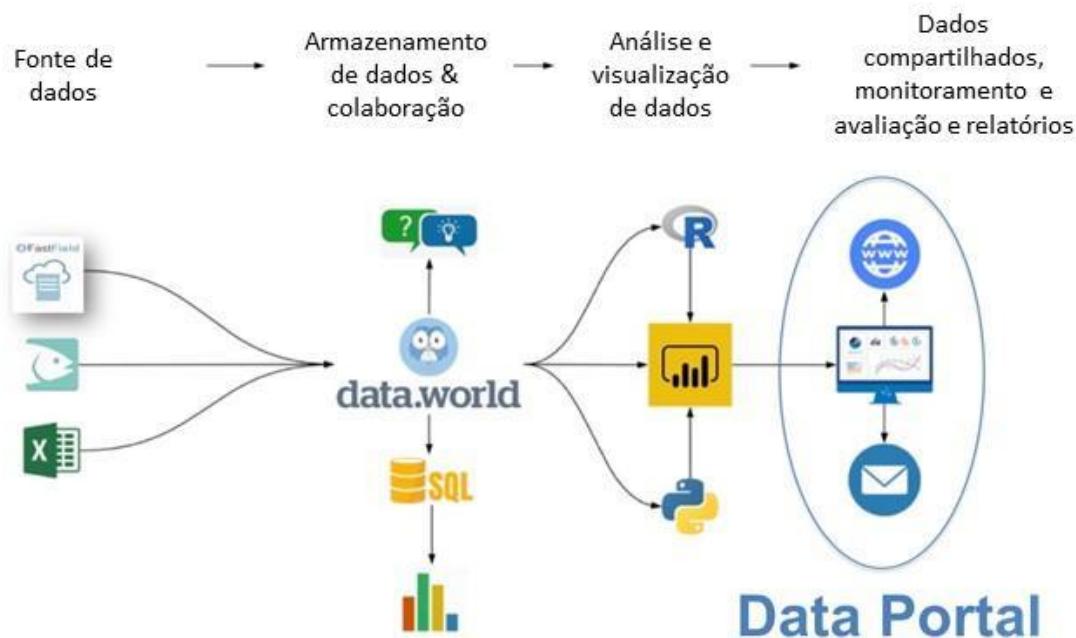 Fonte de
dados
Armazenamento
de dados &
colaboração
Análise e
visualização
de dados
Dados
compartilhados,
monitoramento e
avaliação e relatórios
FastField
?
www
R
data.world
X
SQL
Data Portal